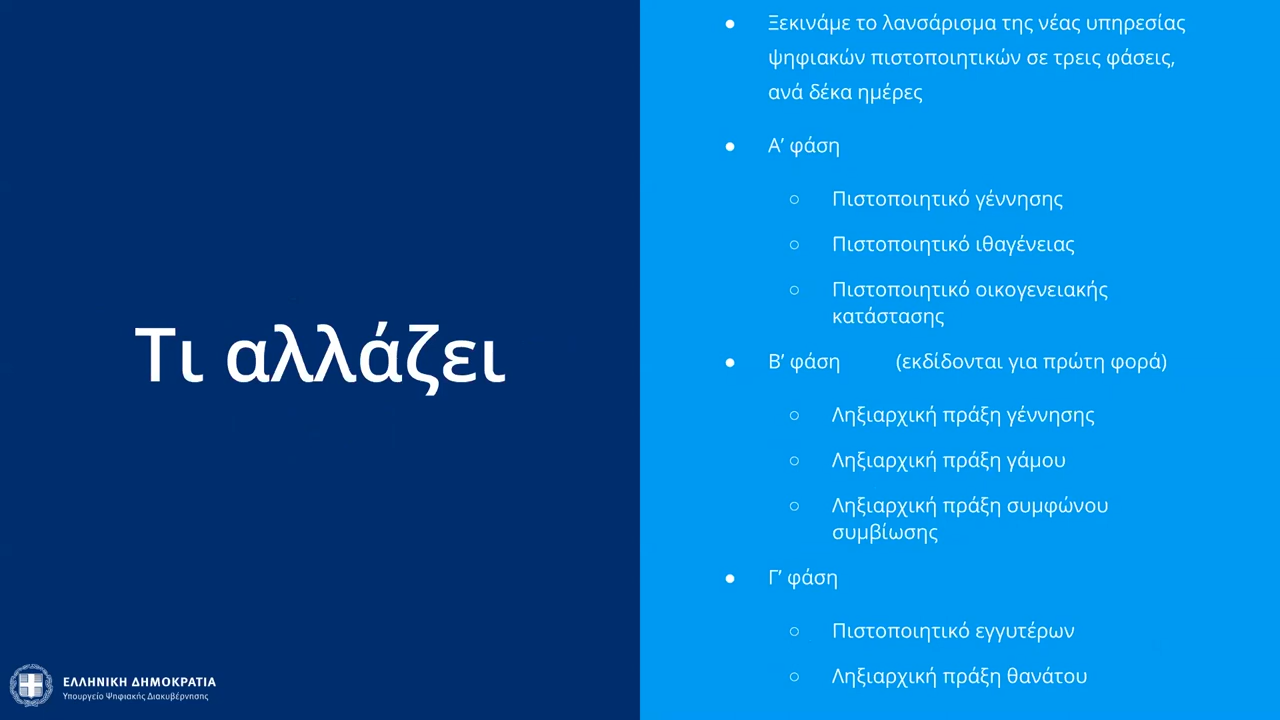 Τι αλλάζει
ΕΛΛΗΝΙΚΗ ΔΗΜΟΚΡΑΤΙΑ
Υπουργείο Ψηφιακής Διακυβέρνησης
● Ξεκινάμε το λανσάρισμα της νέας υπηρεσίας
ψηφιακών πιστοποιητικών σε τρεις φάσεις,
ανά δέκα ημέρες
● Α’ φάση
○ Πιστοποιητικό γέννησης
○ Πιστοποιητικό ιθαγένειας
○ Πιστοποιητικό οικογενειακής
κατάστασης
● Β’ φάση (εκδίδονται για πρώτη φορά)
○ Ληξιαρχική πράξη γέννησης
○ Ληξιαρχική πράξη γάμου
○ Ληξιαρχική πράξη συμφώνου
συμβίωσης
● Γ’ φάση
○ Πιστοποιητικό εγγυτέρων
○ Ληξιαρχική πράξη θανάτου